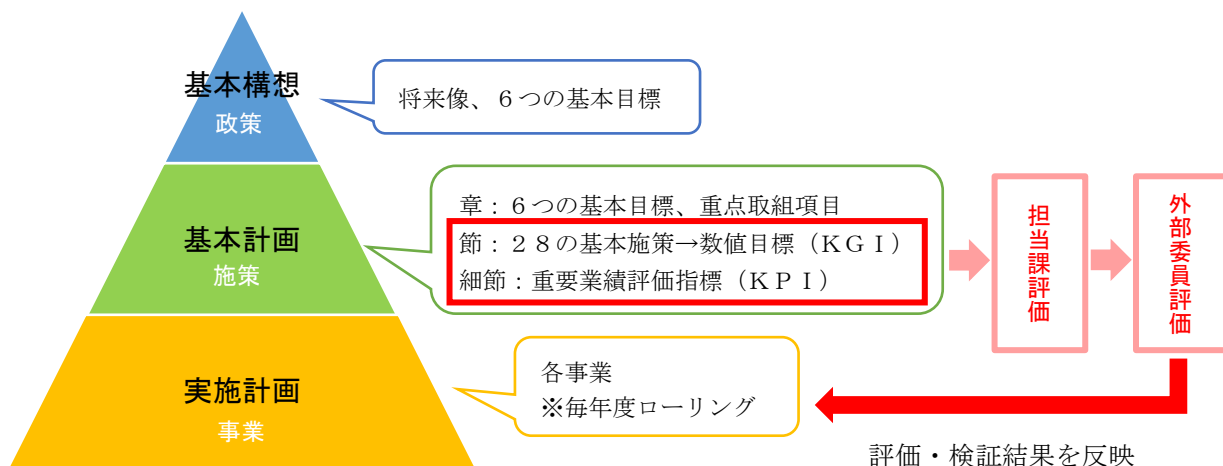 基本構想
政策
将来像、６つの基本目標
基本計画
施策
章：６つの基本目標、重点取組項目
節：２８の基本施策→数値目標（ＫＧＩ）
細節：重要業績評価指標（ＫＰＩ）
担当課評価
外部委員評価
実施計画
事業
各事業
※毎年度ローリング
評価・検証結果を反映